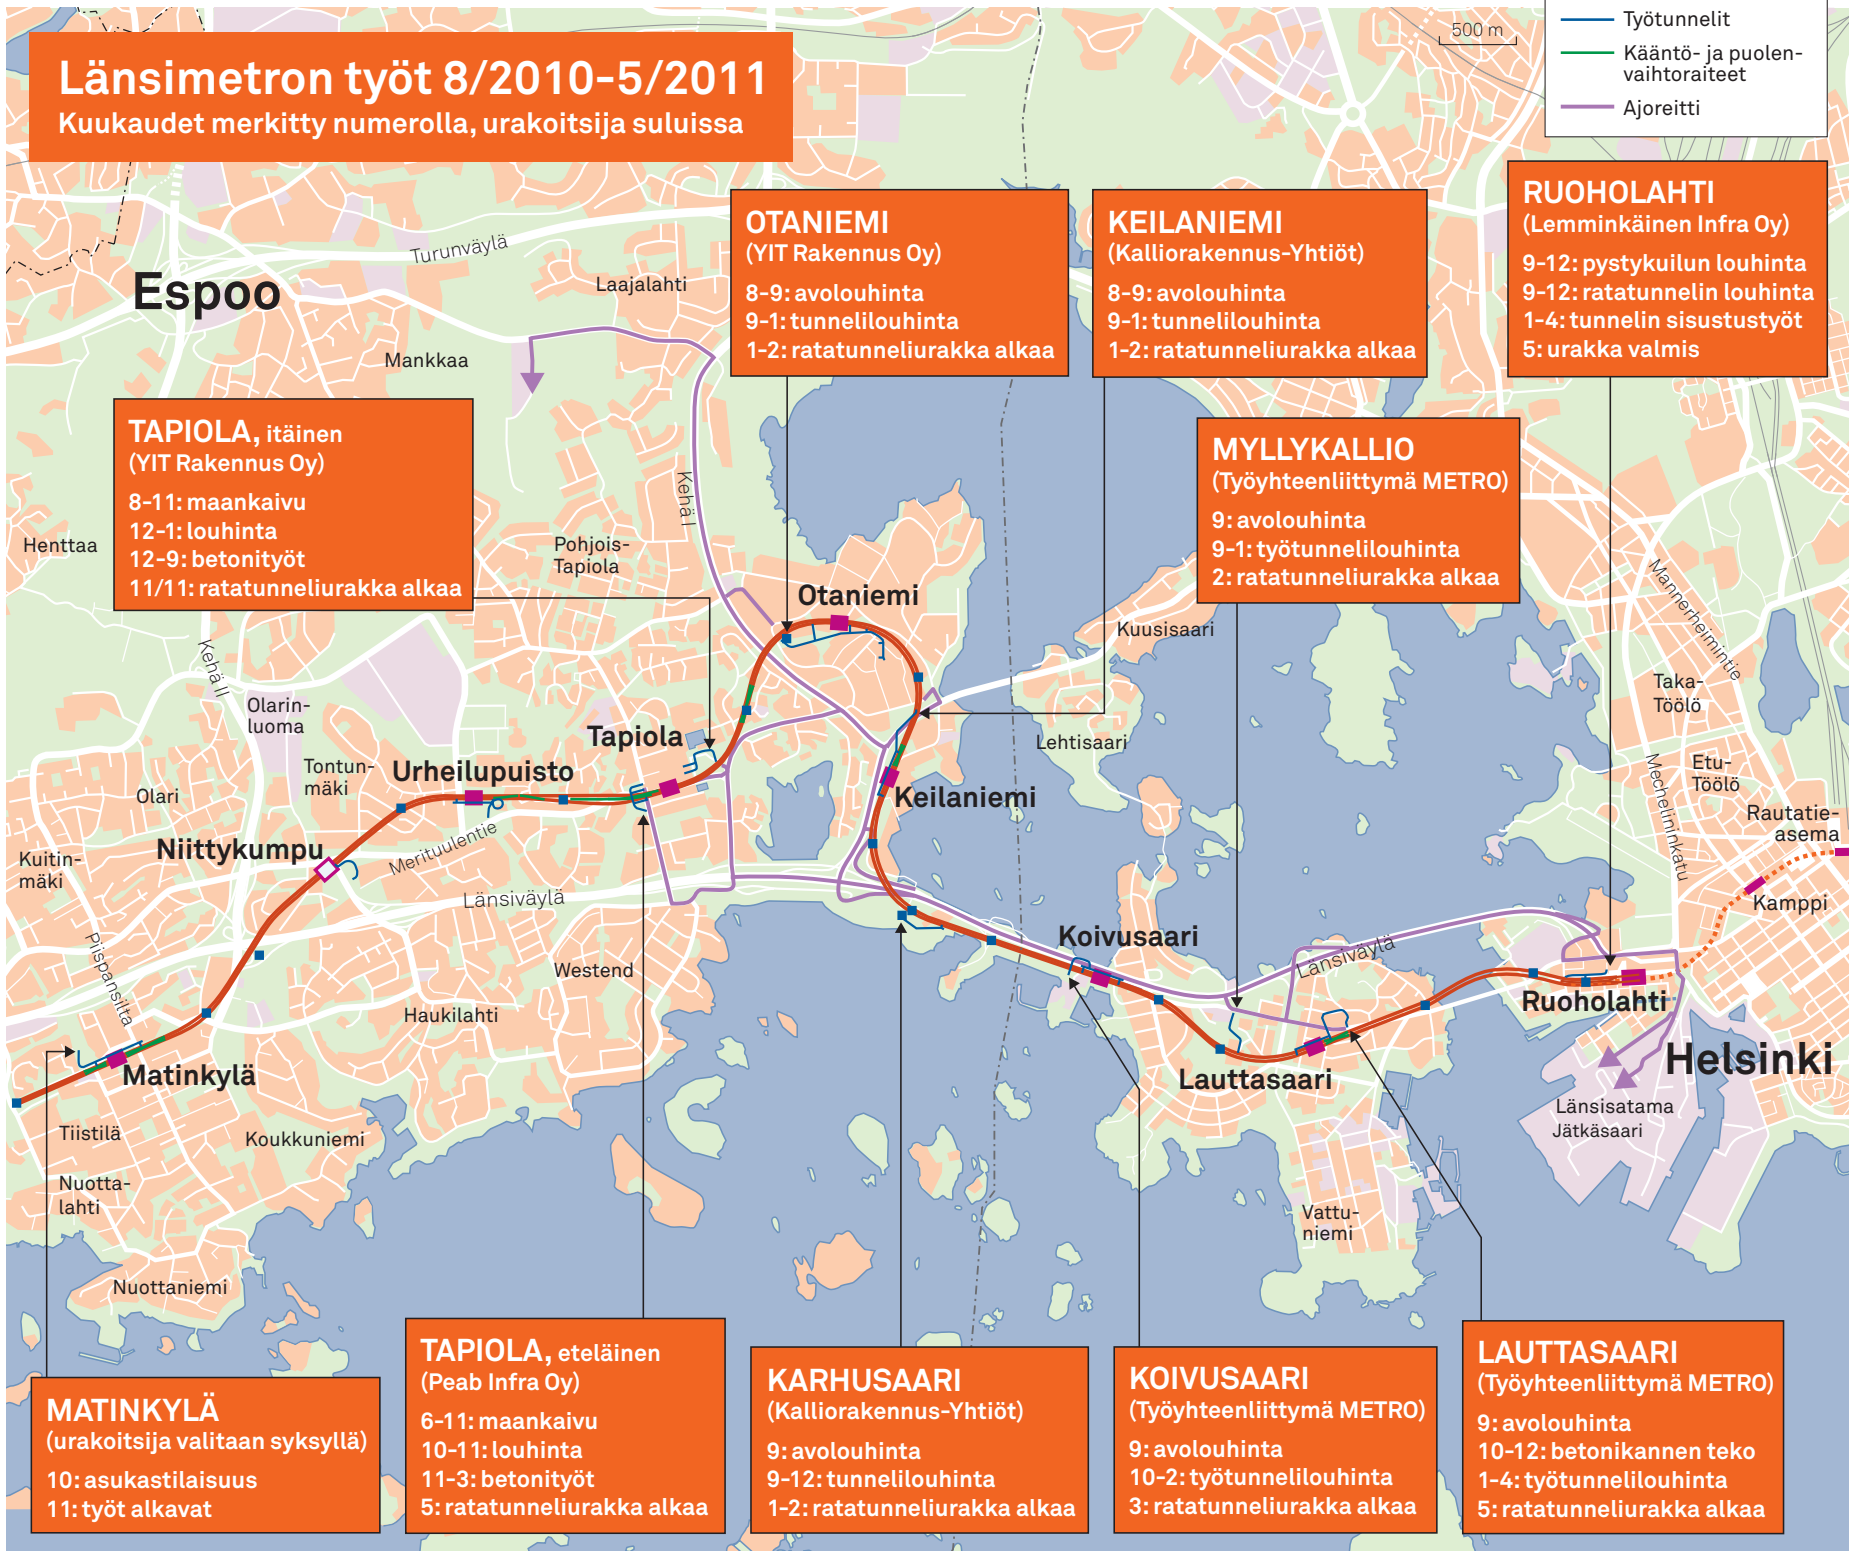 Länsimetron työt 8/2010-5/2011
Kuukaudet merkitty numerolla, urakoitsija suluissa
500 m
Työtunnelit
Kääntö- ja puolen-
vaihtoraiteet
Ajoreitti
OTANIEMI
(YIT Rakennus Oy)
8-9: avolouhinta
9-1: tunnelilouhinta
1-2: ratatunneliurakka alkaa
KEILANIEMI
(Kalliorakennus-Yhtiöt)
8-9: avolouhinta
9-1: tunnelilouhinta
1-2: ratatunneliurakka alkaa
RUOHOLAHTI
(Lemminkäinen Infra Oy)
9-12: pystykuilun louhinta
9-12: ratatunnelin louhinta
1-4: tunnelin sisustustyöt
5: urakka valmis
Turunväylä
Espoo
Laajalahti
Mankkaa
TAPIOLA, itäinen
(YIT Rakennus Oy)
8-11: maankaivu
12-1: louhinta
12-9: betonityöt
11/11: ratatunneliurakka alkaa
MYLLYKALLIO
(Työyhteenliittymä METRO)
9: avolouhinta
9-1: työtunnelilouhinta
2: ratatunneliurakka alkaa
Kehä I
Henttaa
Pohjois-
Tapiola
Otaniemi
Kuusisaari
Mannerheimintie
Kehä II
Olarin-
luoma
Taka-
Töölö
Tapiola
Lehtisaari
Tontun-
mäki
Urheilupuisto
Olari
Keilaniemi
Etu-
Töölö
Mechelininkatu
Rautatie-
asema
Merituulentie
Niittykumpu
Kuitin-
mäki
Länsiväylä
Kamppi
Piispansilta
Koivusaari
Länsiväylä
Westend
Haukilahti
Ruoholahti
Matinkylä
Lauttasaari
Helsinki
Länsisatama
Jätkäsaari
Tiistilä
Koukkuniemi
Nuotta-
lahti
Vattu-
niemi
Nuottaniemi
MATINKYLÄ
(urakoitsija valitaan syksyllä)
10: asukastilaisuus
11: työt alkavat
TAPIOLA, eteläinen
(Peab Infra Oy)
6-11: maankaivu
10-11: louhinta
11-3: betonityöt
5: ratatunneliurakka alkaa
KARHUSAARI
(Kalliorakennus-Yhtiöt)
9: avolouhinta
9-12: tunnelilouhinta
1-2: ratatunneliurakka alkaa
KOIVUSAARI
(Työyhteenliittymä METRO)
9: avolouhinta
10-2: työtunnelilouhinta
3: ratatunneliurakka alkaa
LAUTTASAARI
(Työyhteenliittymä METRO)
9: avolouhinta
10-12: betonikannen teko
1-4: työtunnelilouhinta
5: ratatunneliurakka alkaa